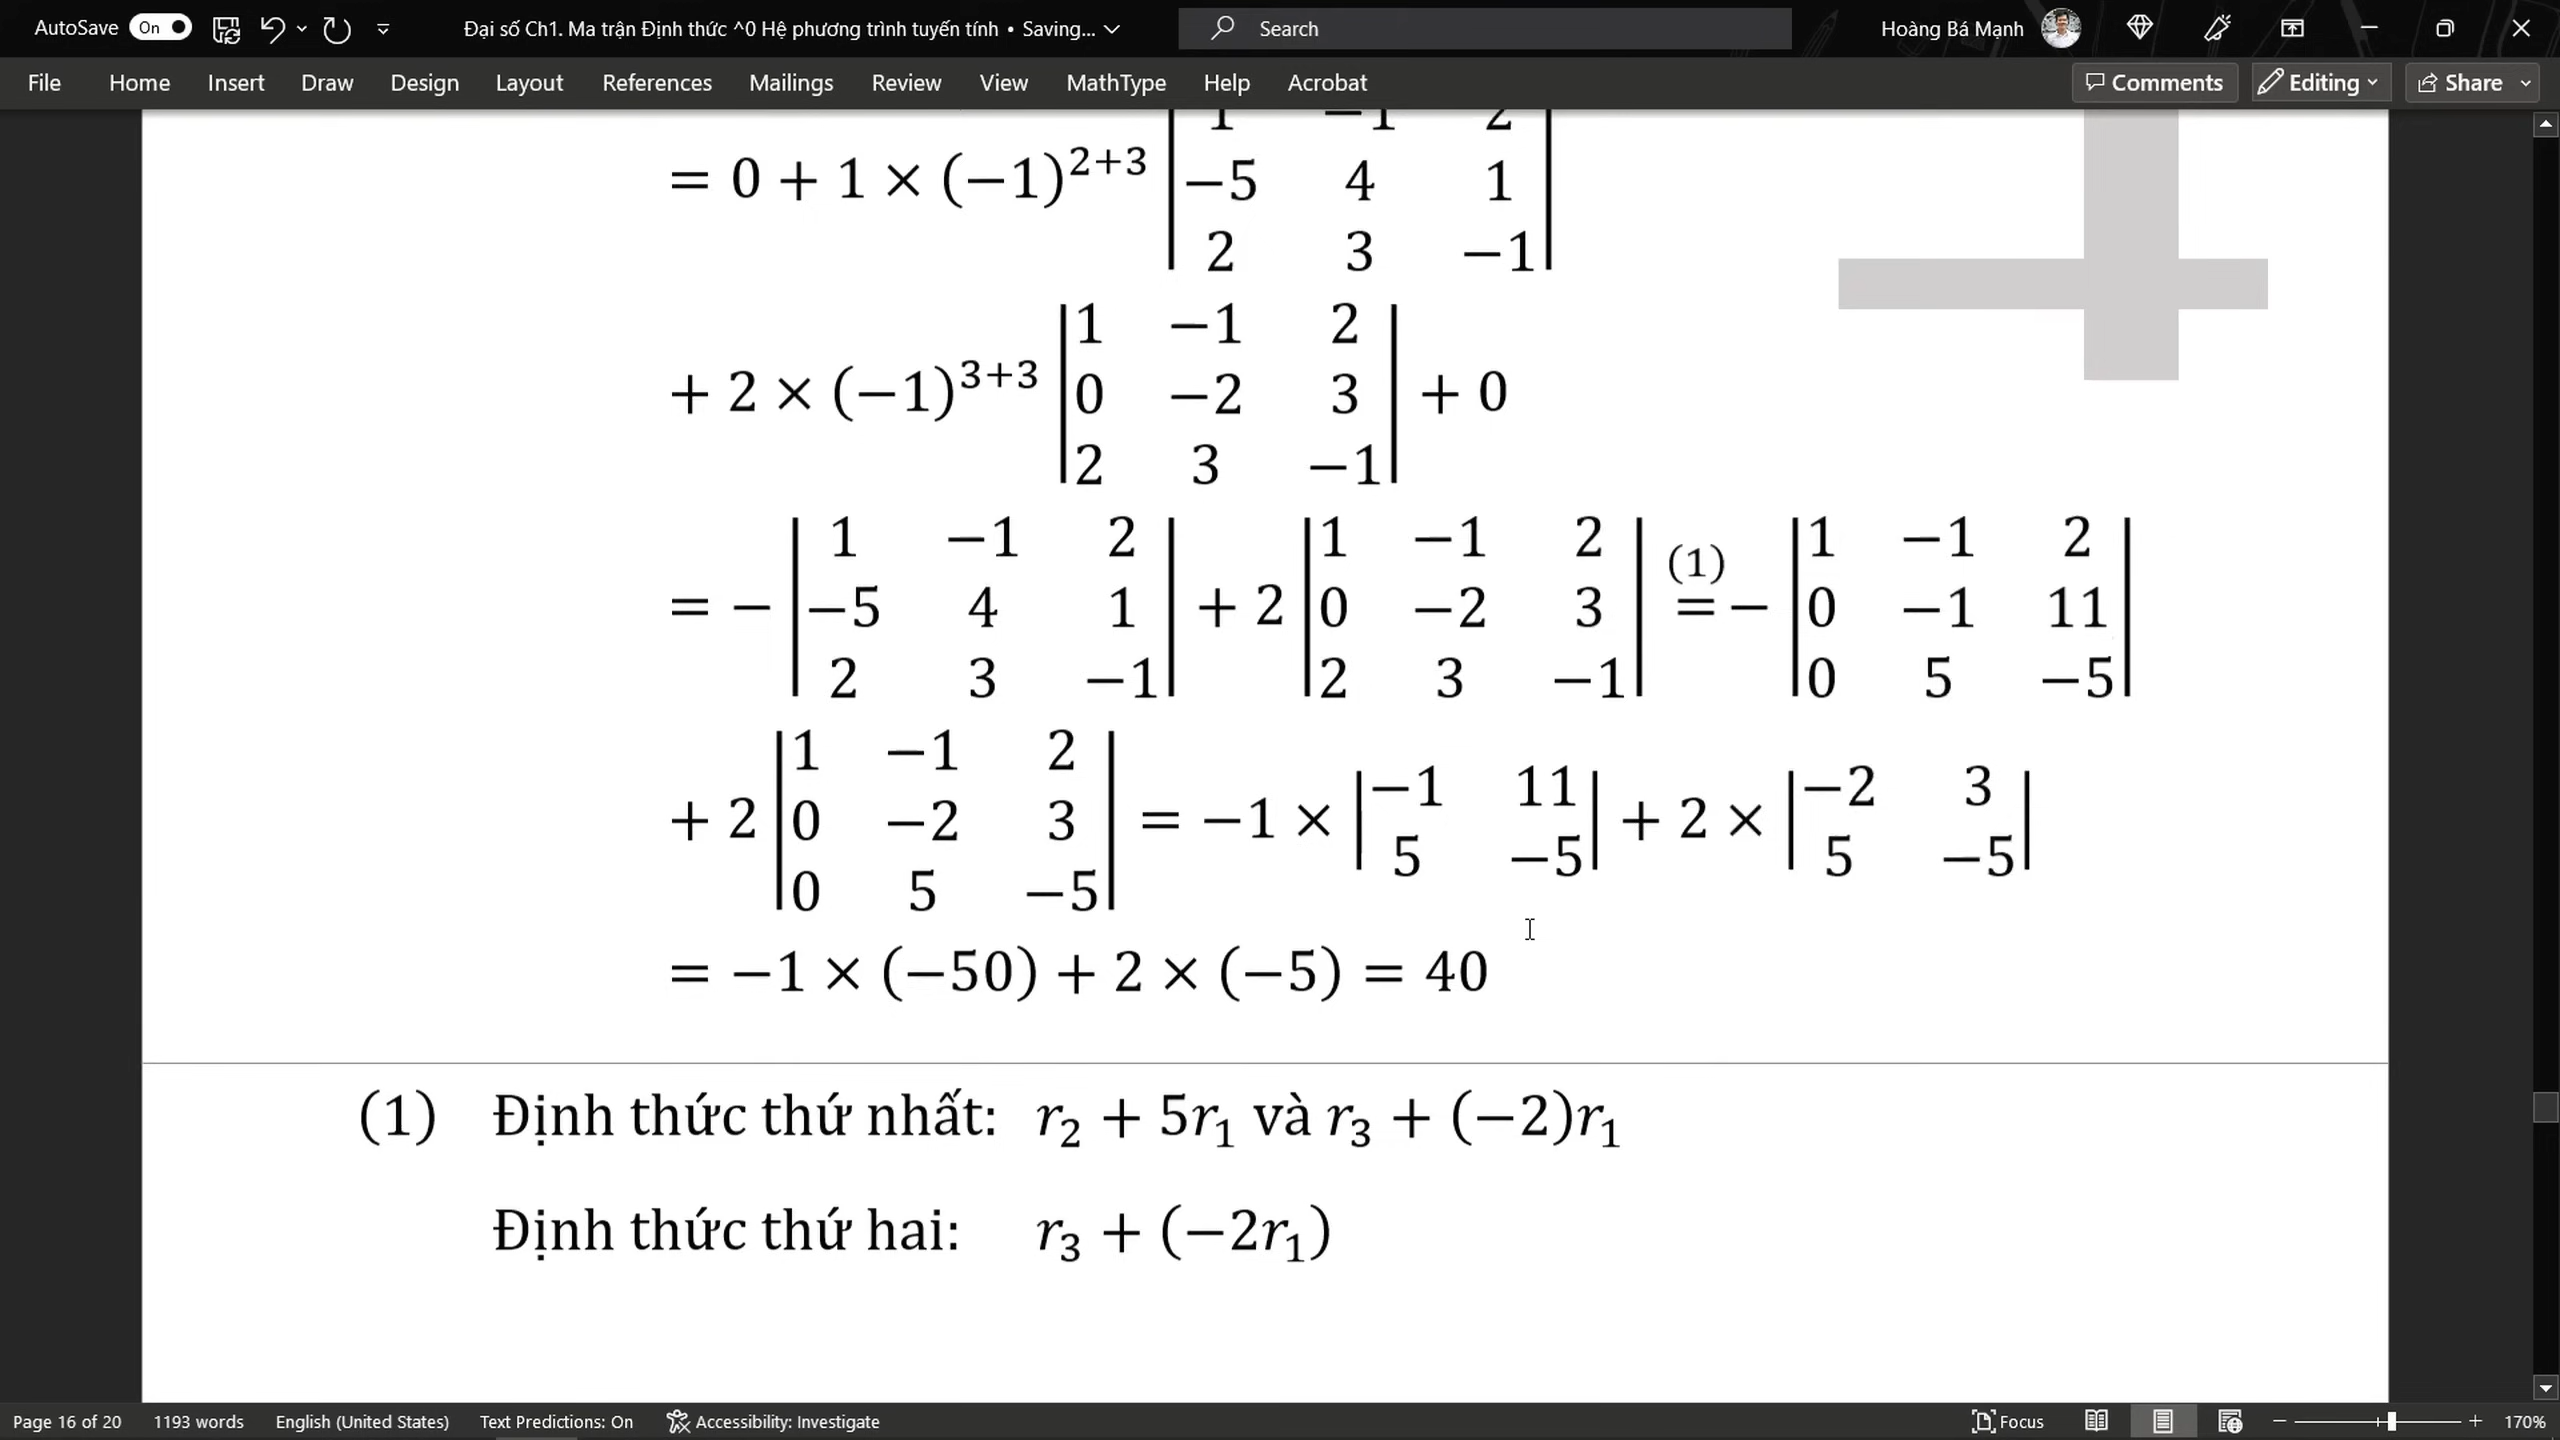 AutoSave On Đại số Ch1. Ma trận Định thức ^0 Hệ phương trình tuyến tính • Saving... Search Hoàng Bá Mạnh
File Home Insert Draw Design Layout References Mailings Review View MathType Help Acrobat Comments Editing Share
1 −1 2
= 0 + 1 × (−1)^{2+3} | −5 4 1 |
2 3 −1
1 −1 2
+ 2 × (−1)^{3+3} | 0 −2 3 | + 0
2 3 −1
1 −1 2 1 −1 2 (1) 1 −1 2
= − | −5 4 1 | + 2 | 0 −2 3 | = − | 0 −1 11 |
2 3 −1 2 3 −1 0 5 −5
1 −1 2 −1 11 −2 3
+ 2 | 0 −2 3 | = −1 × | | + 2 × | |
0 5 −5 5 −5 5 −5
= −1 × (−50) + 2 × (−5) = 40
(1) Định thức thứ nhất: r₂ + 5r₁ và r₃ + (−2)r₁
Định thức thứ hai: r₃ + (−2r₁)
Page 16 of 20 1193 words English (United States) Text Predictions: On Accessibility: Investigate Focus 170%